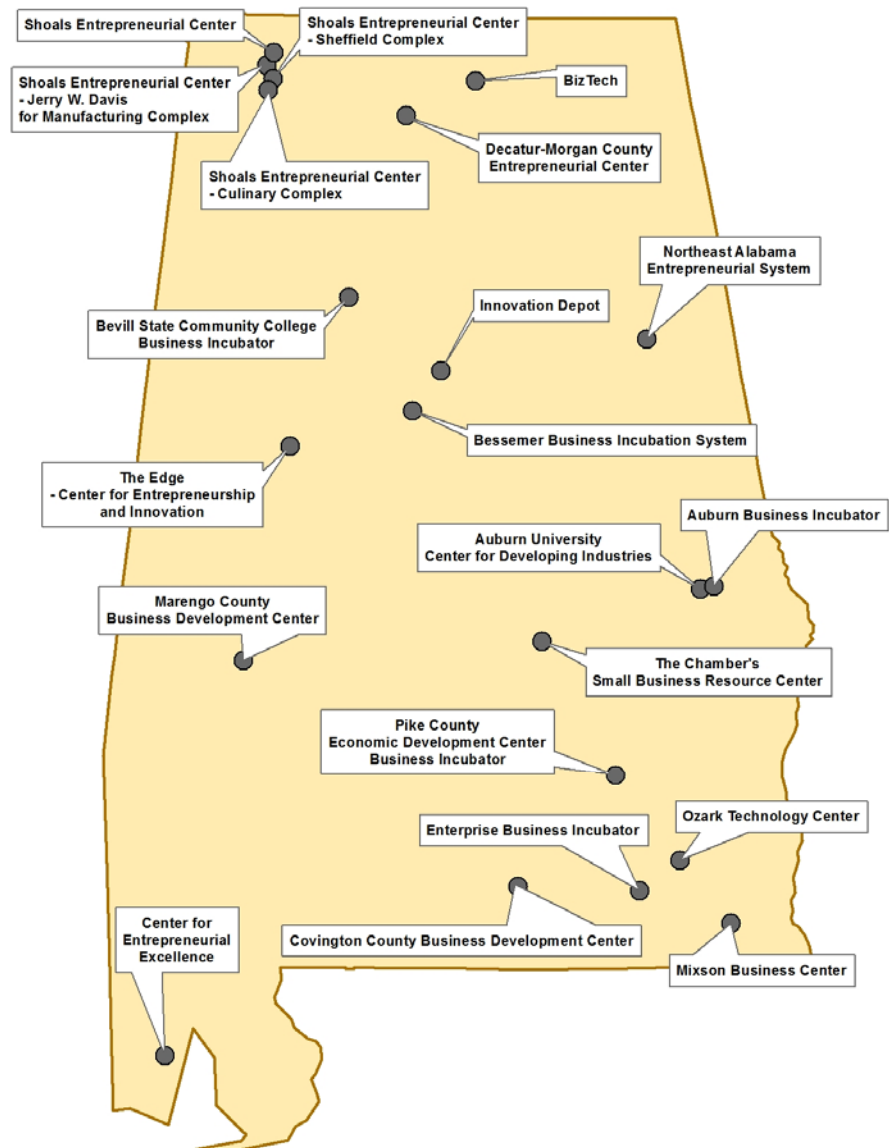 Shoals Entrepreneurial Center
Shoals Entrepreneurial Center
- Sheffield Complex
Shoals Entrepreneurial Center
- Jerry W. Davis
for Manufacturing Complex
BizTech
Decatur-Morgan County
Entrepreneurial Center
Shoals Entrepreneurial Center
- Culinary Complex
Northeast Alabama
Entrepreneurial System
Innovation Depot
Bevill State Community College
Business Incubator
Bessemer Business Incubation System
The Edge
- Center for Entrepreneurship
and Innovation
Auburn Business Incubator
Auburn University
Center for Developing Industries
Marengo County
Business Development Center
The Chamber's
Small Business Resource Center
Pike County
Economic Development Center
Business Incubator
Ozark Technology Center
Enterprise Business Incubator
Center for
Entrepreneurial
Excellence
Covington County Business Development Center
Mixson Business Center